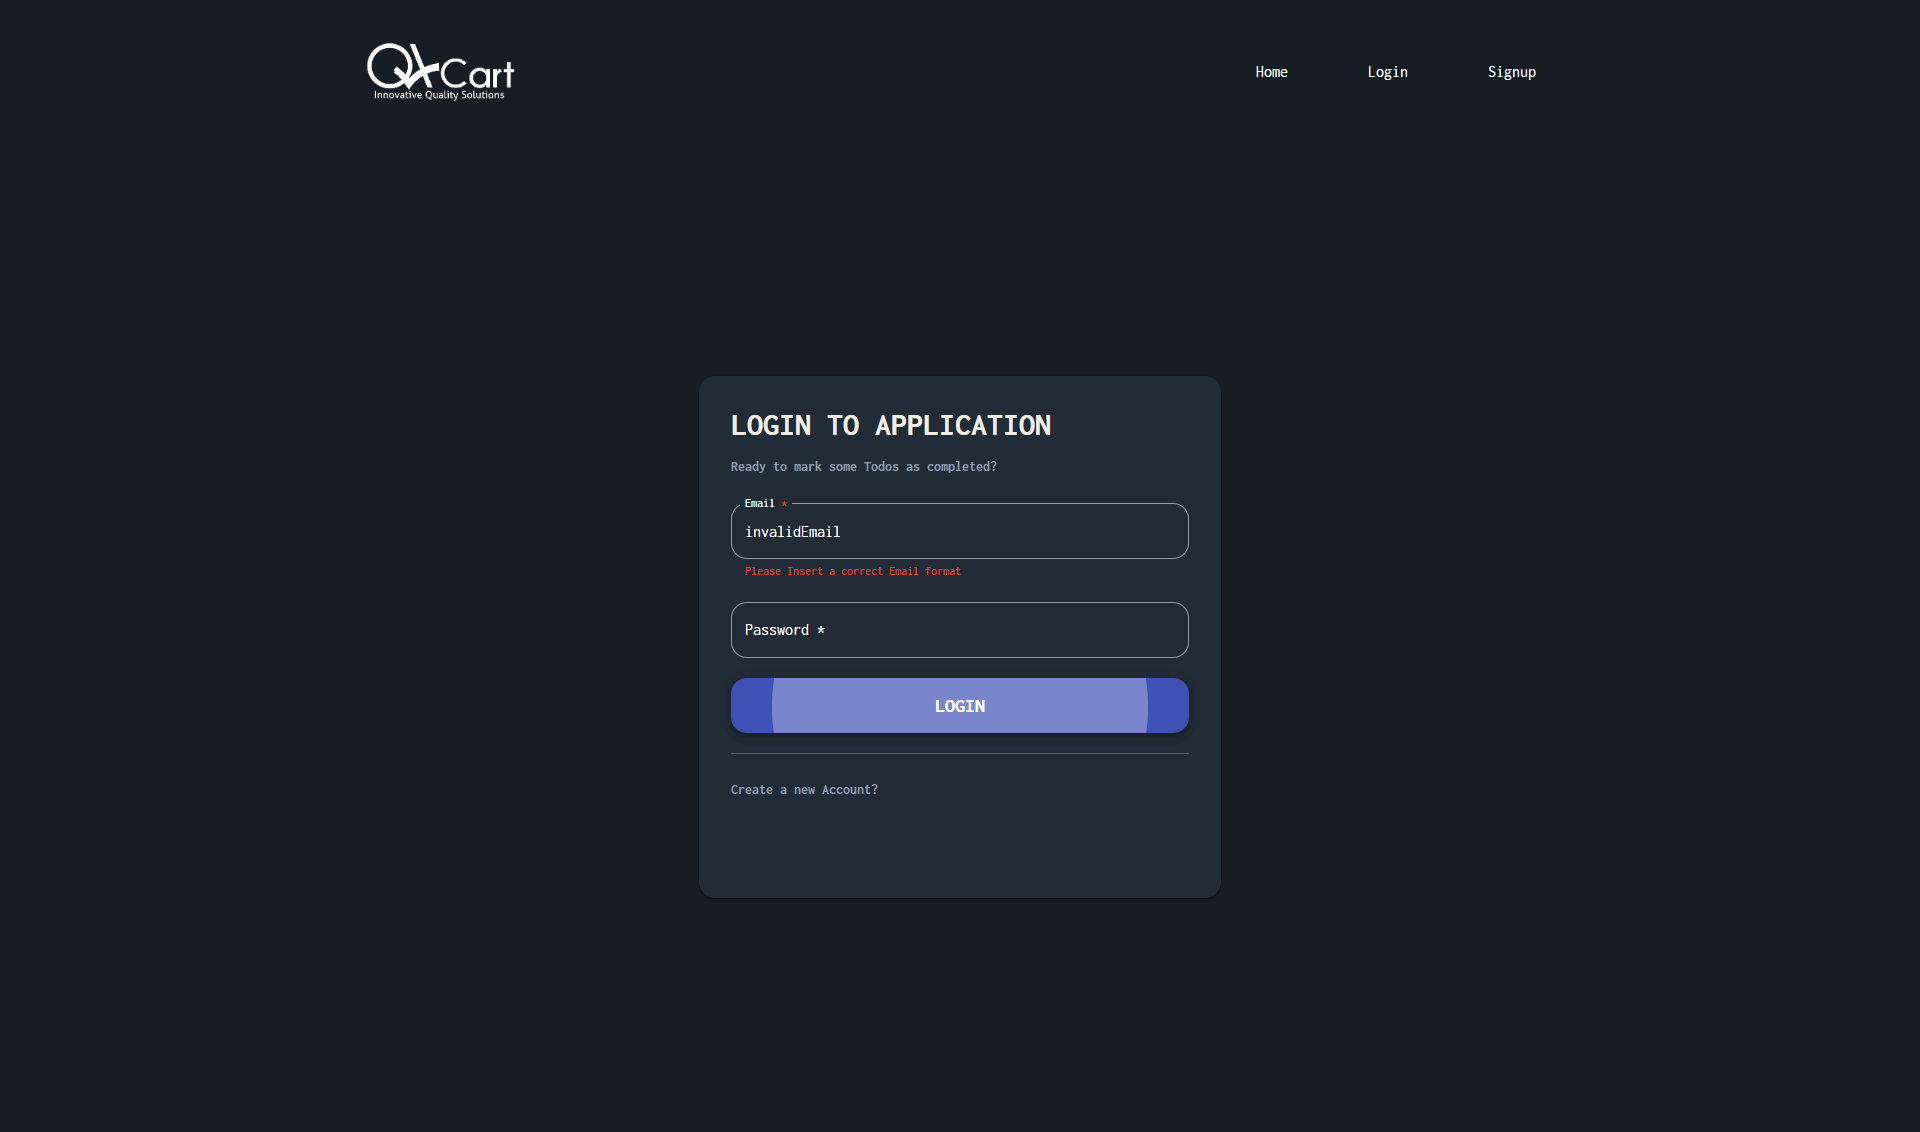 QACart
Innovative Quality Solutions
Home Login Signup
LOGIN TO APPLICATION
Ready to mark some Todos as completed?
Email *
invalidEmail
Please Insert a correct Email format
Password *
LOGIN
Create a new Account?